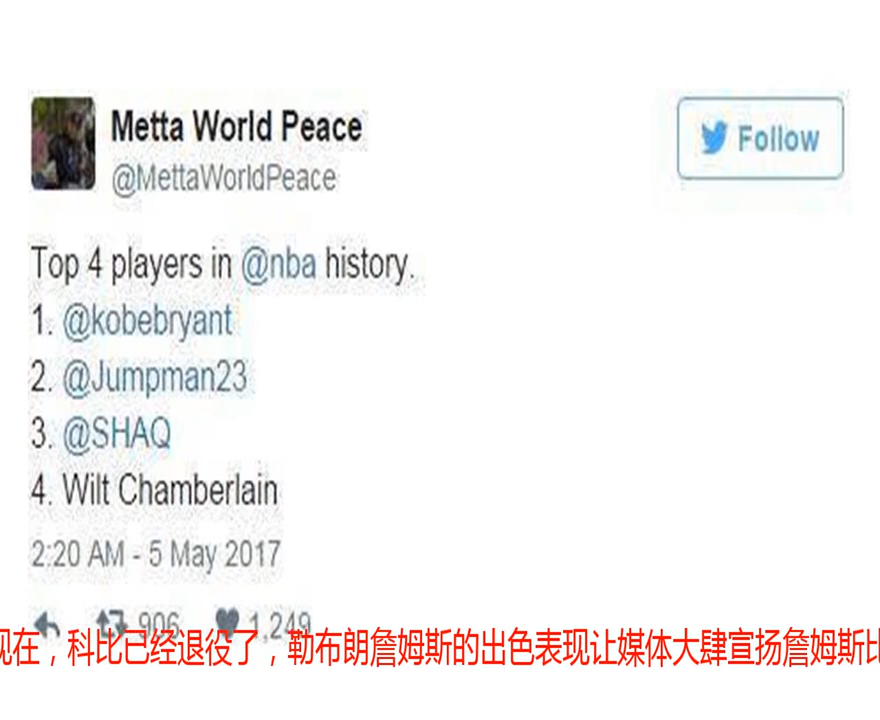 Metta World Peace
Follow
@MettaWorldPeace
Top 4 players in @nba history.
1. @kobebryant
2. @Jumpman23
3. @SHAQ
4. Wilt Chamberlain
2:20 AM - 5 May 2017
906 1,249
现在，科比已经退役了，勒布朗詹姆斯的出色表现让媒体大肆宣扬詹姆斯比